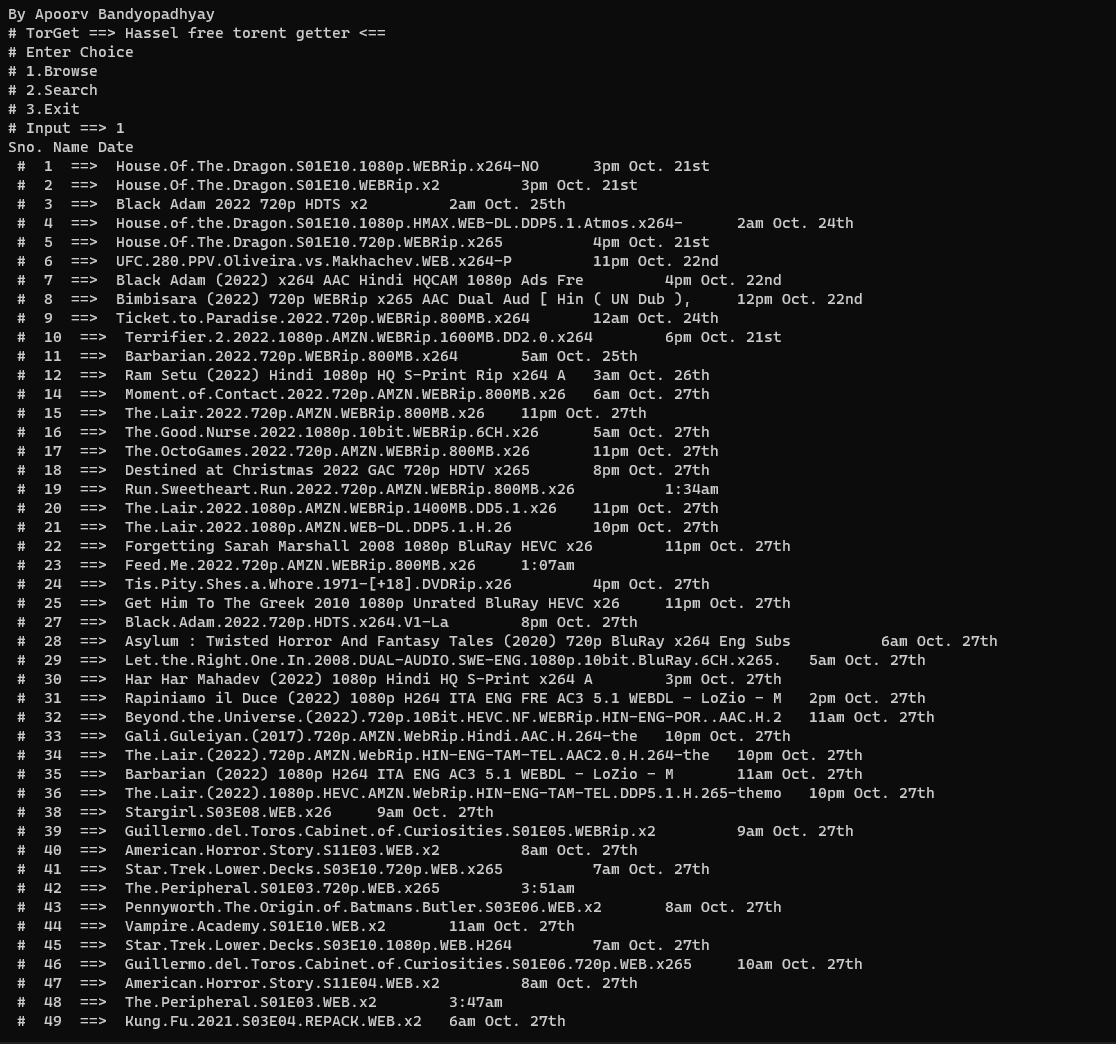 By Apoorv Bandyopadhyay
# TorGet ==> Hassel free torent getter <==
# Enter Choice
# 1.Browse
# 2.Search
# 3.Exit
# Input ==> 1
Sno. Name Date
#  1  ==>  House.Of.The.Dragon.S01E10.1080p.WEBRip.x264-NO      3pm Oct. 21st
#  2  ==>  House.Of.The.Dragon.S01E10.WEBRip.x2         3pm Oct. 21st
#  3  ==>  Black Adam 2022 720p HDTS x2         2am Oct. 25th
#  4  ==>  House.of.the.Dragon.S01E10.1080p.HMAX.WEB-DL.DDP5.1.Atmos.x264-      2am Oct. 24th
#  5  ==>  House.Of.The.Dragon.S01E10.720p.WEBRip.x265          4pm Oct. 21st
#  6  ==>  UFC.280.PPV.Oliveira.vs.Makhachev.WEB.x264-P         11pm Oct. 22nd
#  7  ==>  Black Adam (2022) x264 AAC Hindi HQCAM 1080p Ads Fre         4pm Oct. 22nd
#  8  ==>  Bimbisara (2022) 720p WEBRip x265 AAC Dual Aud [ Hin ( UN Dub ),     12pm Oct. 22nd
#  9  ==>  Ticket.to.Paradise.2022.720p.WEBRip.800MB.x264       12am Oct. 24th
#  10  ==>  Terrifier.2.2022.1080p.AMZN.WEBRip.1600MB.DD2.0.x264        6pm Oct. 21st
#  11  ==>  Barbarian.2022.720p.WEBRip.800MB.x264       5am Oct. 25th
#  12  ==>  Ram Setu (2022) Hindi 1080p HQ S-Print Rip x264 A   3am Oct. 26th
#  14  ==>  Moment.of.Contact.2022.720p.AMZN.WEBRip.800MB.x26   6am Oct. 27th
#  15  ==>  The.Lair.2022.720p.AMZN.WEBRip.800MB.x26    11pm Oct. 27th
#  16  ==>  The.Good.Nurse.2022.1080p.10bit.WEBRip.6CH.x26      5am Oct. 27th
#  17  ==>  The.OctoGames.2022.720p.AMZN.WEBRip.800MB.x26       11pm Oct. 27th
#  18  ==>  Destined at Christmas 2022 GAC 720p HDTV x265       8pm Oct. 27th
#  19  ==>  Run.Sweetheart.Run.2022.720p.AMZN.WEBRip.800MB.x26          1:34am
#  20  ==>  The.Lair.2022.1080p.AMZN.WEBRip.1400MB.DD5.1.x26    11pm Oct. 27th
#  21  ==>  The.Lair.2022.1080p.AMZN.WEB-DL.DDP5.1.H.26         10pm Oct. 27th
#  22  ==>  Forgetting Sarah Marshall 2008 1080p BluRay HEVC x26        11pm Oct. 27th
#  23  ==>  Feed.Me.2022.720p.AMZN.WEBRip.800MB.x26     1:07am
#  24  ==>  Tis.Pity.Shes.a.Whore.1971-[+18].DVDRip.x26         4pm Oct. 27th
#  25  ==>  Get Him To The Greek 2010 1080p Unrated BluRay HEVC x26     11pm Oct. 27th
#  27  ==>  Black.Adam.2022.720p.HDTS.x264.V1-La        8pm Oct. 27th
#  28  ==>  Asylum : Twisted Horror And Fantasy Tales (2020) 720p BluRay x264 Eng Subs          6am Oct. 27th
#  29  ==>  Let.the.Right.One.In.2008.DUAL-AUDIO.SWE-ENG.1080p.10bit.BluRay.6CH.x265.   5am Oct. 27th
#  30  ==>  Har Har Mahadev (2022) 1080p Hindi HQ S-Print x264 A        3pm Oct. 27th
#  31  ==>  Rapiniamo il Duce (2022) 1080p H264 ITA ENG FRE AC3 5.1 WEBDL - LoZio - M   2pm Oct. 27th
#  32  ==>  Beyond.the.Universe.(2022).720p.10Bit.HEVC.NF.WEBRip.HIN-ENG-POR..AAC.H.2   11am Oct. 27th
#  33  ==>  Gali.Guleiyan.(2017).720p.AMZN.WebRip.Hindi.AAC.H.264-the   10pm Oct. 27th
#  34  ==>  The.Lair.(2022).720p.AMZN.WebRip.HIN-ENG-TAM-TEL.AAC2.0.H.264-the   10pm Oct. 27th
#  35  ==>  Barbarian (2022) 1080p H264 ITA ENG AC3 5.1 WEBDL - LoZio - M       11am Oct. 27th
#  36  ==>  The.Lair.(2022).1080p.HEVC.AMZN.WebRip.HIN-ENG-TAM-TEL.DDP5.1.H.265-themo   10pm Oct. 27th
#  38  ==>  Stargirl.S03E08.WEB.x26     9am Oct. 27th
#  39  ==>  Guillermo.del.Toros.Cabinet.of.Curiosities.S01E05.WEBRip.x2         9am Oct. 27th
#  40  ==>  American.Horror.Story.S11E03.WEB.x2         8am Oct. 27th
#  41  ==>  Star.Trek.Lower.Decks.S03E10.720p.WEB.x265          7am Oct. 27th
#  42  ==>  The.Peripheral.S01E03.720p.WEB.x265         3:51am
#  43  ==>  Pennyworth.The.Origin.of.Batmans.Butler.S03E06.WEB.x2       8am Oct. 27th
#  44  ==>  Vampire.Academy.S01E10.WEB.x2       11am Oct. 27th
#  45  ==>  Star.Trek.Lower.Decks.S03E10.1080p.WEB.H264         7am Oct. 27th
#  46  ==>  Guillermo.del.Toros.Cabinet.of.Curiosities.S01E06.720p.WEB.x265     10am Oct. 27th
#  47  ==>  American.Horror.Story.S11E04.WEB.x2         8am Oct. 27th
#  48  ==>  The.Peripheral.S01E03.WEB.x2        3:47am
#  49  ==>  Kung.Fu.2021.S03E04.REPACK.WEB.x2   6am Oct. 27th